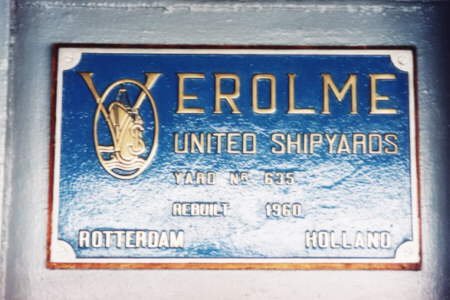 VEROLME
UNITED SHIPYARDS
YARD No 635
REBUILT 1960
ROTTERDAM HOLLAND